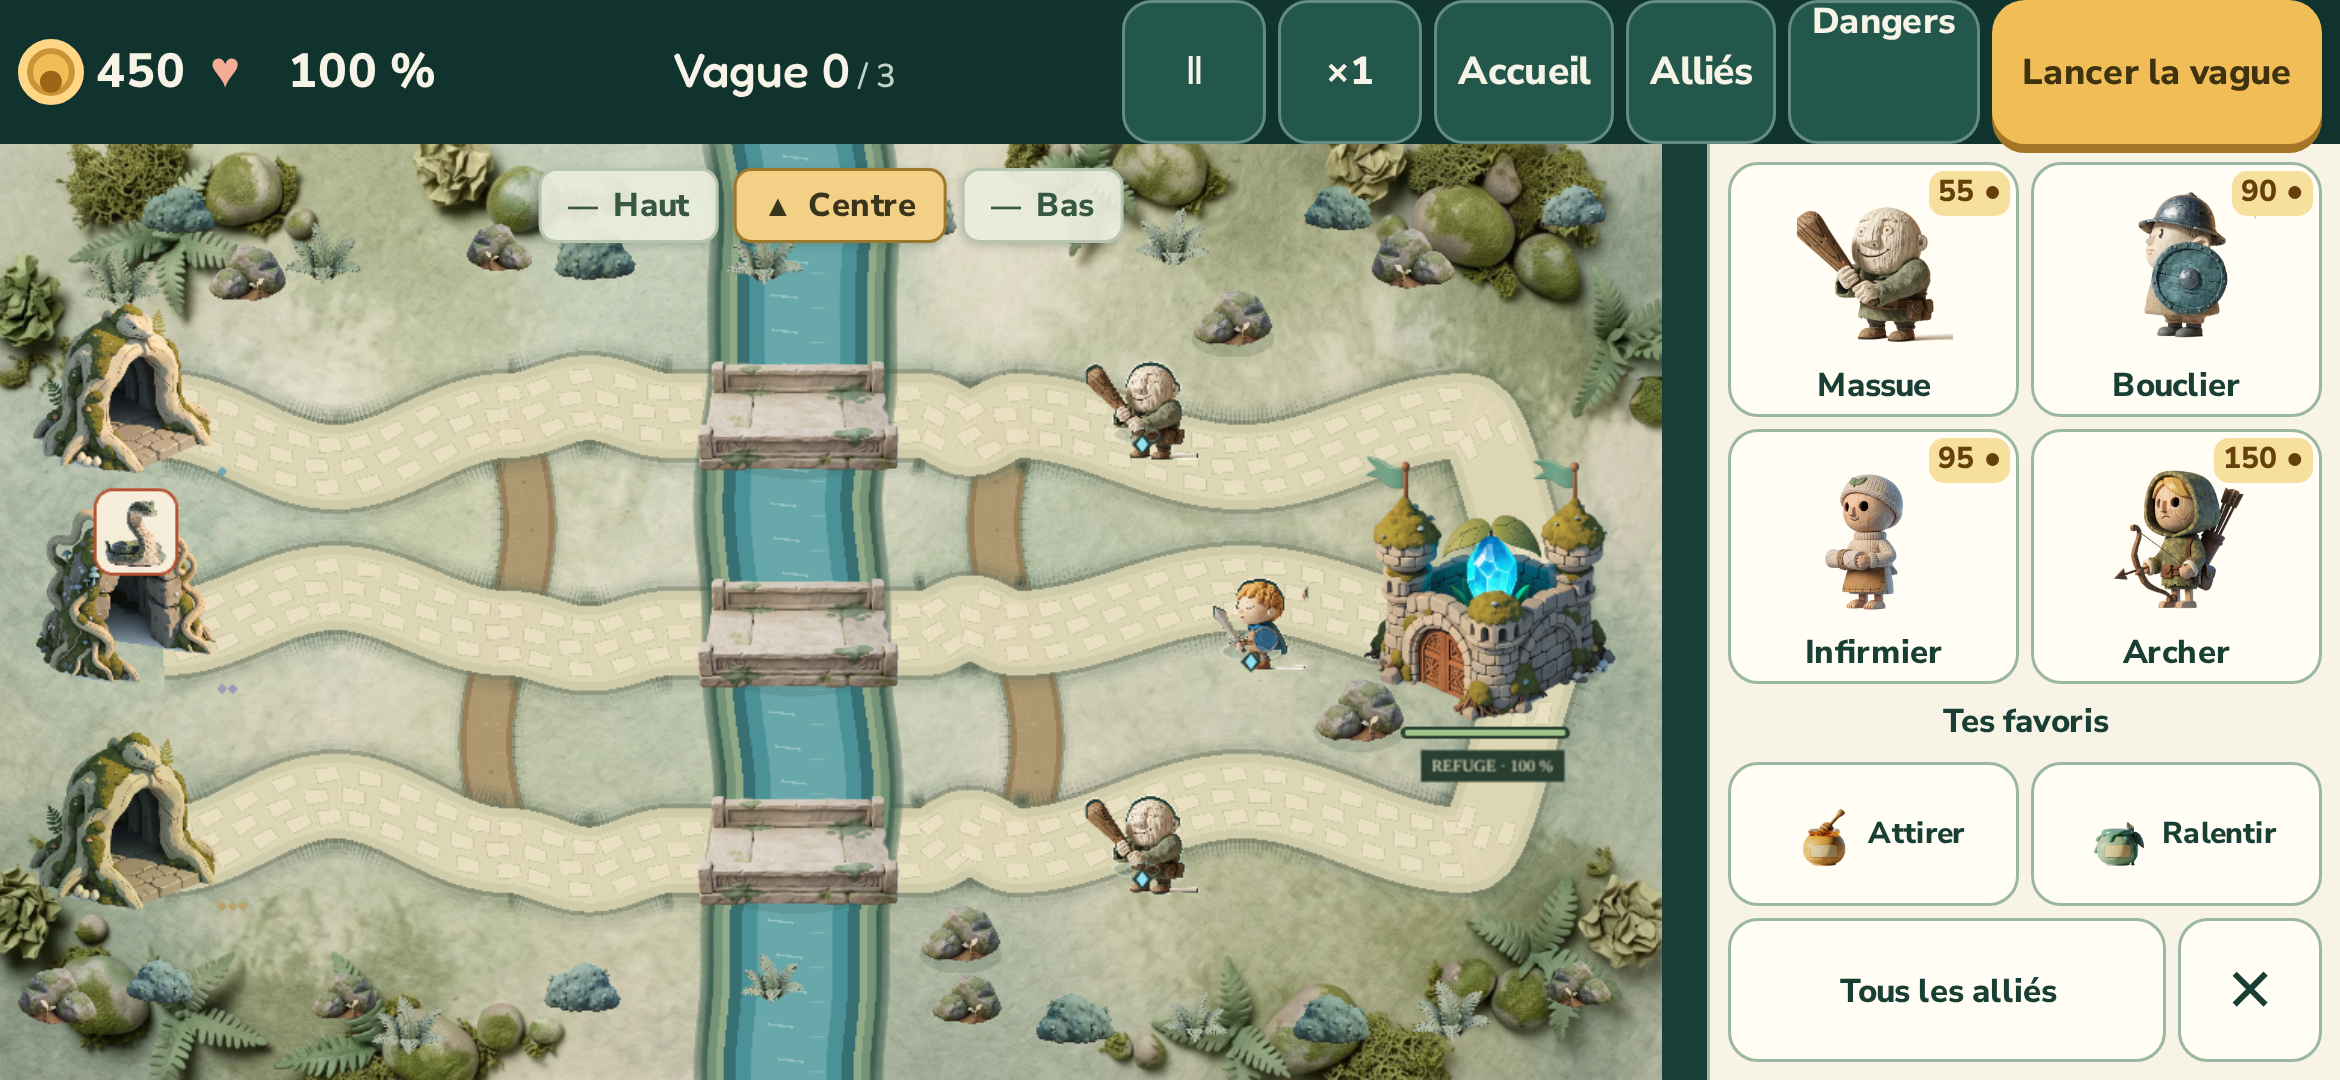 450 ♥ 100 %
Vague 0 / 3
||
×1
Accueil
Alliés
Dangers
Lancer la vague
— Haut
▲ Centre
— Bas
REFUGE · 100 %
55 ●
Massue
90 ●
Bouclier
95 ●
Infirmier
150 ●
Archer
Tes favoris
Attirer
Ralentir
Tous les alliés
✕